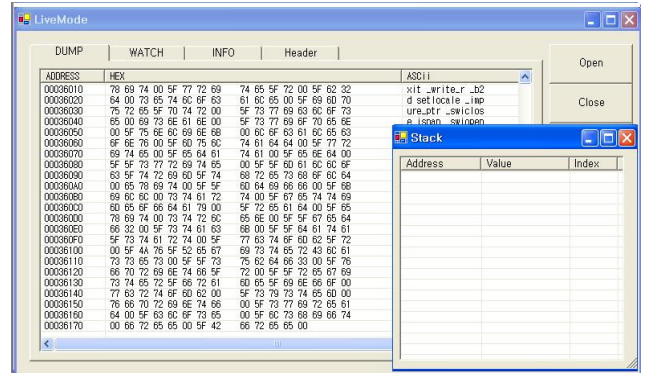 LiveMode
DUMP WATCH INFO Header
Open
Close
ADDRESS HEX ASCii
00036010 78 69 74 00 5F 77 72 69 74 65 5F 72 00 5F 62 32 xit _write_r _b2
00036020 64 00 73 65 74 6C 6F 63 61 6C 65 00 5F 69 6D 70 d setlocale _imp
00036030 75 72 65 5F 70 74 72 00 5F 73 77 69 63 6C 6F 73 ure_ptr _swiclos
00036040 65 00 69 73 6E 61 6E 00 5F 73 77 69 6F 70 65 6E e isnan _swiopen
00036050 00 5F 75 6E 6C 69 6E 6B 00 6C 6F 63 61 6C 65 63
00036060 6F 6E 76 00 5F 6D 75 6C 74 61 64 64 00 5F 77 72
00036070 69 74 65 00 5F 65 64 61 74 61 00 5F 65 6E 64 00
00036080 5F 5F 73 77 72 69 74 65 00 5F 5F 6D 61 6C 6C 6F
00036090 63 5F 74 72 69 6D 5F 74 68 72 65 73 68 6F 6C 64
000360A0 00 65 78 69 74 00 5F 5F 6D 64 69 66 66 00 5F 6B
000360B0 69 6C 6C 00 73 74 61 72 74 00 5F 67 65 74 74 69
000360C0 6D 65 6F 66 64 61 79 00 5F 72 65 61 64 00 5F 65
000360D0 78 69 74 00 73 74 72 6C 65 6E 00 5F 5F 67 65 64
000360E0 66 32 00 5F 73 74 61 63 6B 00 5F 5F 64 61 74 61
000360F0 5F 73 74 61 72 74 00 5F 77 63 74 6F 6D 62 5F 72
00036100 00 5F 4A 76 5F 52 65 67 69 73 74 65 72 43 6C 61
00036110 73 73 65 73 00 5F 5F 73 75 62 64 66 33 00 5F 76
00036120 66 70 72 69 6E 74 66 5F 72 00 5F 5F 72 65 67 69
00036130 73 74 65 72 5F 66 72 61 6D 65 5F 69 6E 66 6F 00
00036140 77 63 72 74 6F 6D 62 00 5F 73 79 73 74 65 6D 00
00036150 76 66 70 72 69 6E 74 66 00 5F 73 77 69 72 65 61
00036160 64 00 5F 63 6C 6F 73 65 00 5F 6C 73 68 69 66 74
00036170 00 66 72 65 65 00 5F 42 66 72 65 65 00
Stack
Address Value Index